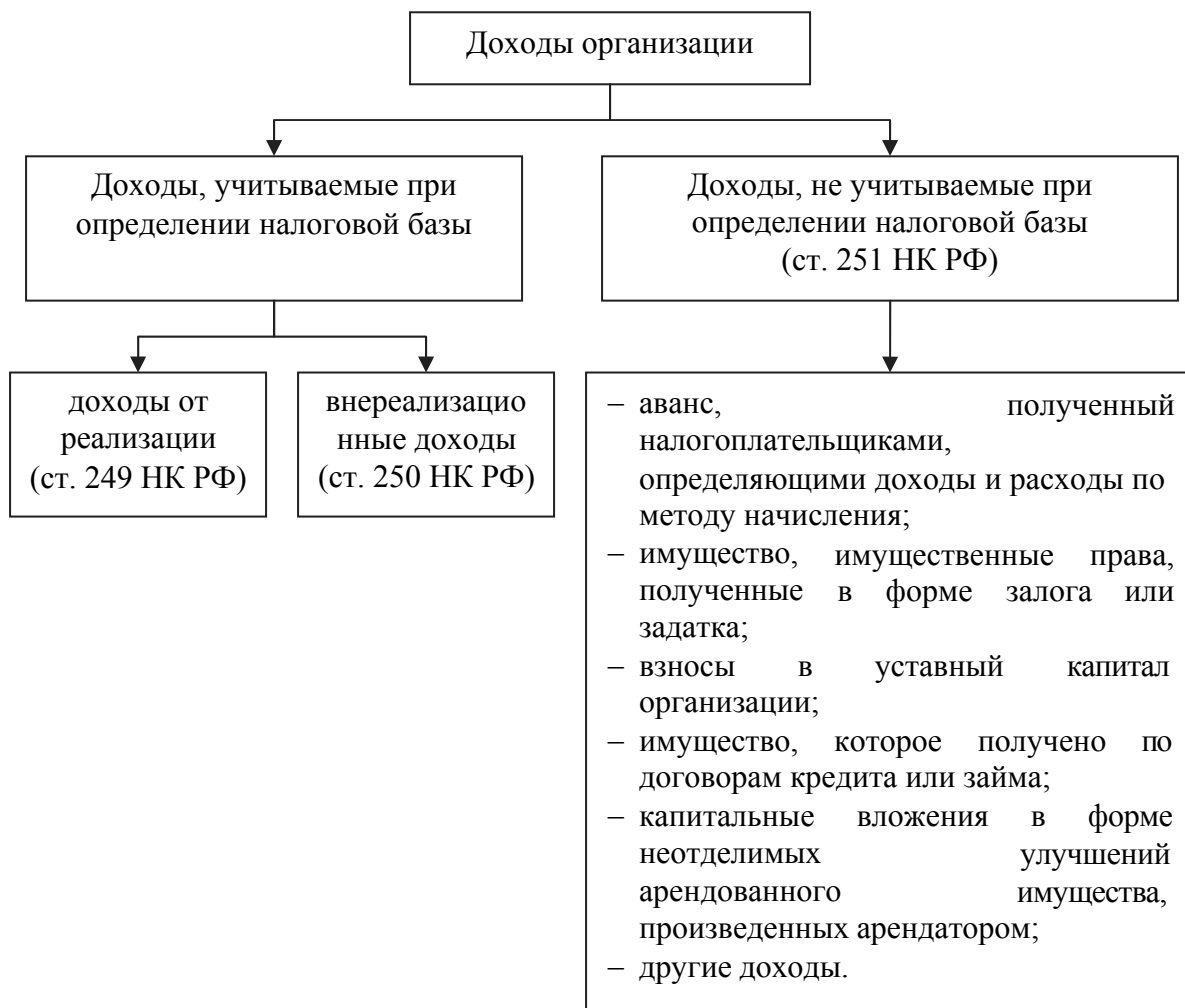 Доходы организации
Доходы, учитываемые при
определении налоговой базы
Доходы, не учитываемые при
определении налоговой базы
(ст. 251 НК РФ)
доходы от
реализации
(ст. 249 НК РФ)
внереализацио
нные доходы
(ст. 250 НК РФ)
– аванс, полученный
налогоплательщиками,
определяющими доходы и расходы по
методу начисления;
– имущество, имущественные права,
полученные в форме залога или
задатка;
– взносы в уставный капитал
организации;
– имущество, которое получено по
договорам кредита или займа;
– капитальные вложения в форме
неотделимых улучшений
арендованного имущества,
произведенных арендатором;
– другие доходы.